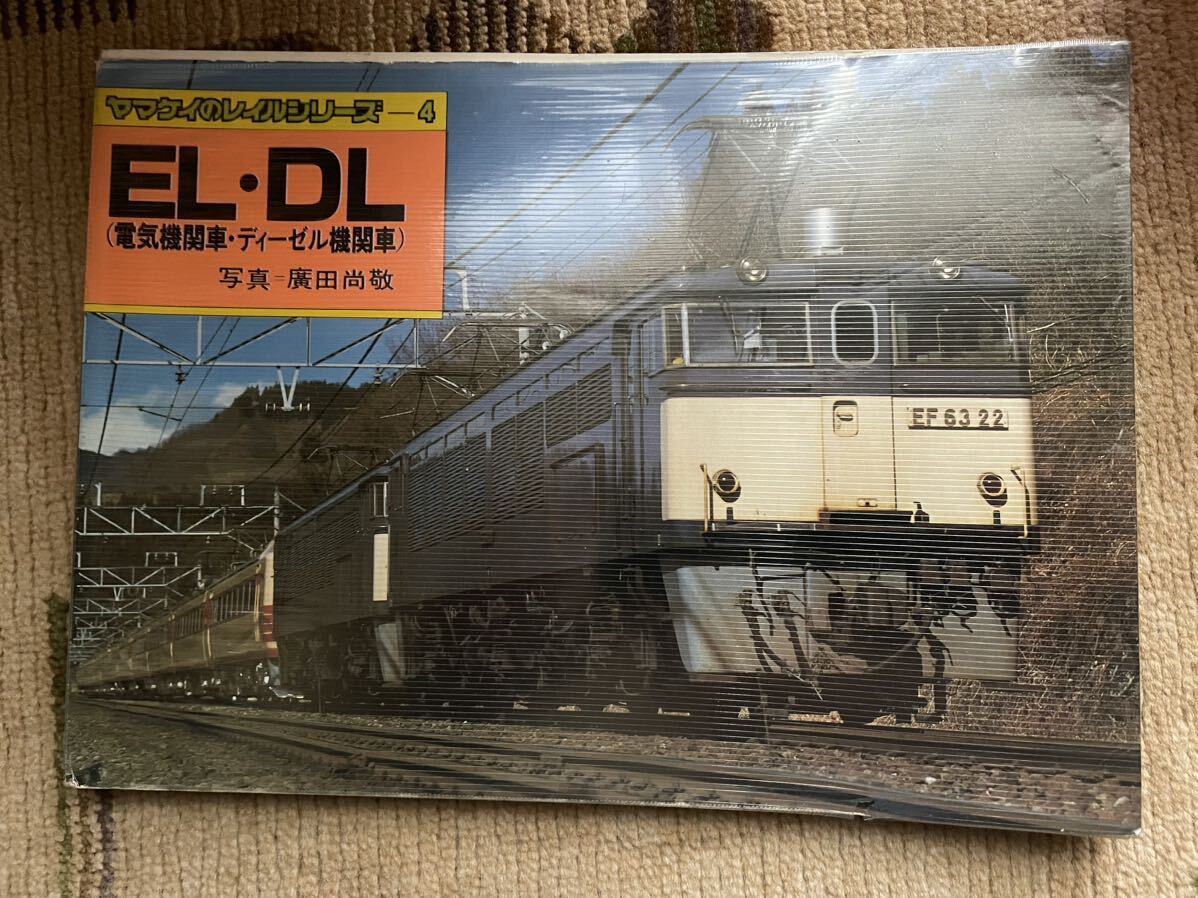 ヤマケイのレイルシリーズ―4
EL・DL
(電気機関車・ディーゼル機関車)
写真=廣田尚敬
EF 63 22